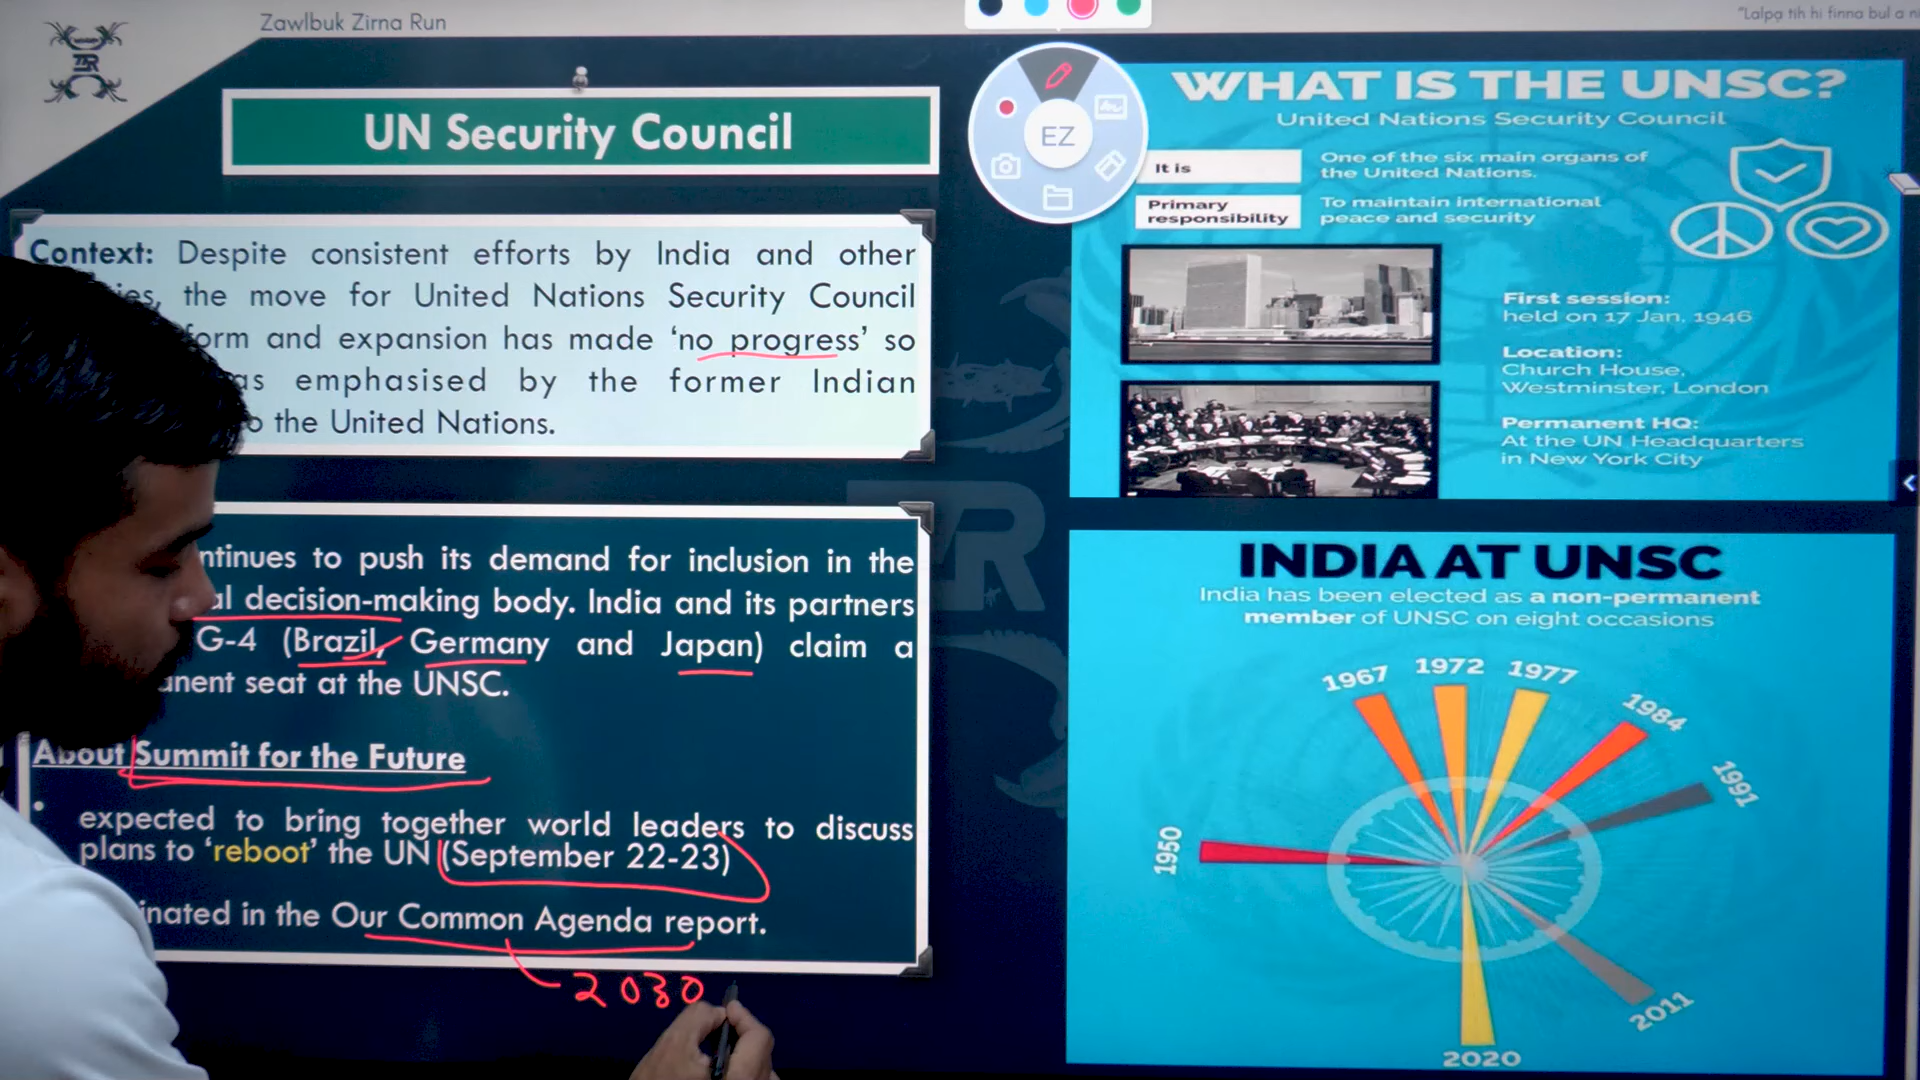 Zawlbuk Zirna Run
"Lalpa tih hi finna bul a ni
TR
UN Security Council
Context: Despite consistent efforts by India and other
the move for United Nations Security Council
form and expansion has made 'no progress' so
as emphasised by the former Indian
the United Nations.
continues to push its demand for inclusion in the
decision-making body. India and its partners
G-4 (Brazil, Germany and Japan) claim a
seat at the UNSC.
About Summit for the Future
expected to bring together world leaders to discuss
plans to 'reboot' the UN (September 22-23)
in the Our Common Agenda report.
2030
EZ
WHAT IS THE UNSC?
United Nations Security Council
It is
One of the six main organs of
the United Nations.
Primary
responsibility
To maintain international
peace and security
First session:
held on 17 Jan, 1946
Location:
Church House,
Westminster, London
Permanent HQ:
At the UN Headquarters
in New York City
INDIA AT UNSC
India has been elected as a non-permanent
member of UNSC on eight occasions
1950
1967
1972
1977
1984
1991
2011
2020